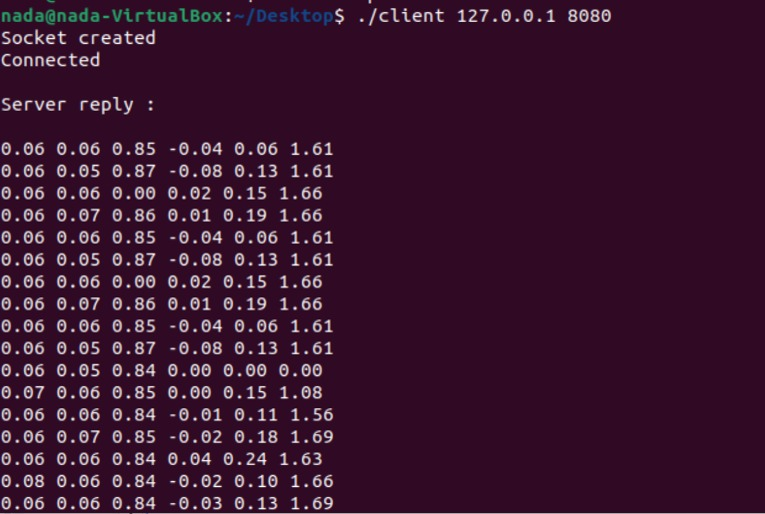 nada@nada-VirtualBox:~/Desktop$ ./client 127.0.0.1 8080
Socket created
Connected
Server reply :
0.06 0.06 0.85 -0.04 0.06 1.61
0.06 0.05 0.87 -0.08 0.13 1.61
0.06 0.06 0.00 0.02 0.15 1.66
0.06 0.07 0.86 0.01 0.19 1.66
0.06 0.06 0.85 -0.04 0.06 1.61
0.06 0.05 0.87 -0.08 0.13 1.61
0.06 0.06 0.00 0.02 0.15 1.66
0.06 0.07 0.86 0.01 0.19 1.66
0.06 0.06 0.85 -0.04 0.06 1.61
0.06 0.05 0.87 -0.08 0.13 1.61
0.06 0.05 0.84 0.00 0.00 0.00
0.07 0.06 0.85 0.00 0.15 1.08
0.06 0.06 0.84 -0.01 0.11 1.56
0.06 0.07 0.85 -0.02 0.18 1.69
0.06 0.06 0.84 0.04 0.24 1.63
0.08 0.06 0.84 -0.02 0.10 1.66
0.06 0.06 0.84 -0.03 0.13 1.69